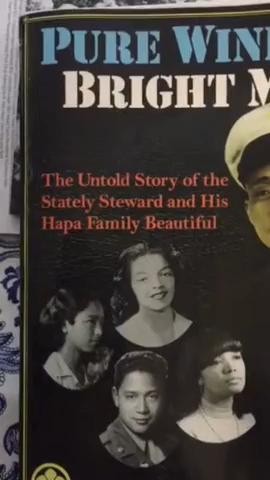 PURE WIN
BRIGHT M
The Untold Story of the
Stately Steward and His
Hapa Family Beautiful